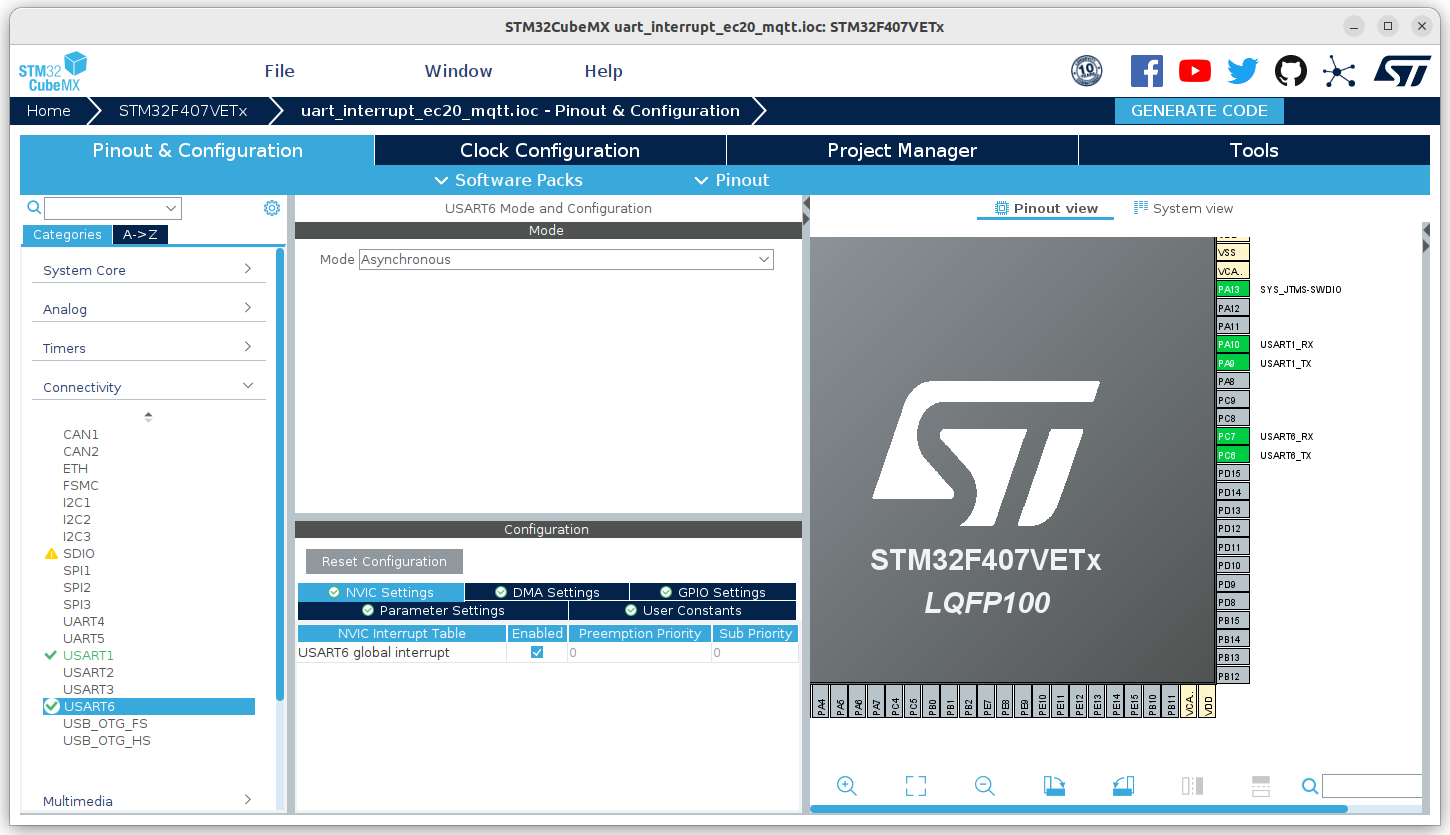 STM32CubeMX uart_interrupt_ec20_mqtt.ioc: STM32F407VETx
STM32
CubeMX
File
Window
Help
10
ST
Home
STM32F407VETx
uart_interrupt_ec20_mqtt.ioc - Pinout & Configuration
GENERATE CODE
Pinout & Configuration
Clock Configuration
Project Manager
Tools
Software Packs
Pinout
Categories
A->Z
System Core
Analog
Timers
Connectivity
CAN1
CAN2
ETH
FSMC
I2C1
I2C2
I2C3
SDIO
SPI1
SPI2
SPI3
UART4
UART5
USART1
USART2
USART3
USART6
USB_OTG_FS
USB_OTG_HS
Multimedia
USART6 Mode and Configuration
Mode
Mode Asynchronous
Configuration
Reset Configuration
NVIC Settings
DMA Settings
GPIO Settings
Parameter Settings
User Constants
NVIC Interrupt Table
Enabled
Preemption Priority
Sub Priority
USART6 global interrupt
0
0
Pinout view
System view
VSS
VCA..
PA13 SYS_JTMS-SWDIO
PA12
PA11
PA10 USART1_RX
PA9 USART1_TX
PA8
PC9
PC8
PC7 USART6_RX
PC6 USART6_TX
PD15
PD14
PD13
PD12
PD11
PD10
PD9
PD8
PB15
PB14
PB13
PB12
ST
STM32F407VETx
LQFP100
PA4
PA5
PA6
PA7
PC4
PC5
PB0
PB1
PB2
PE7
PE8
PE9
PE10
PE11
PE12
PE13
PE14
PE15
PB10
PB11
VCA..
VDD